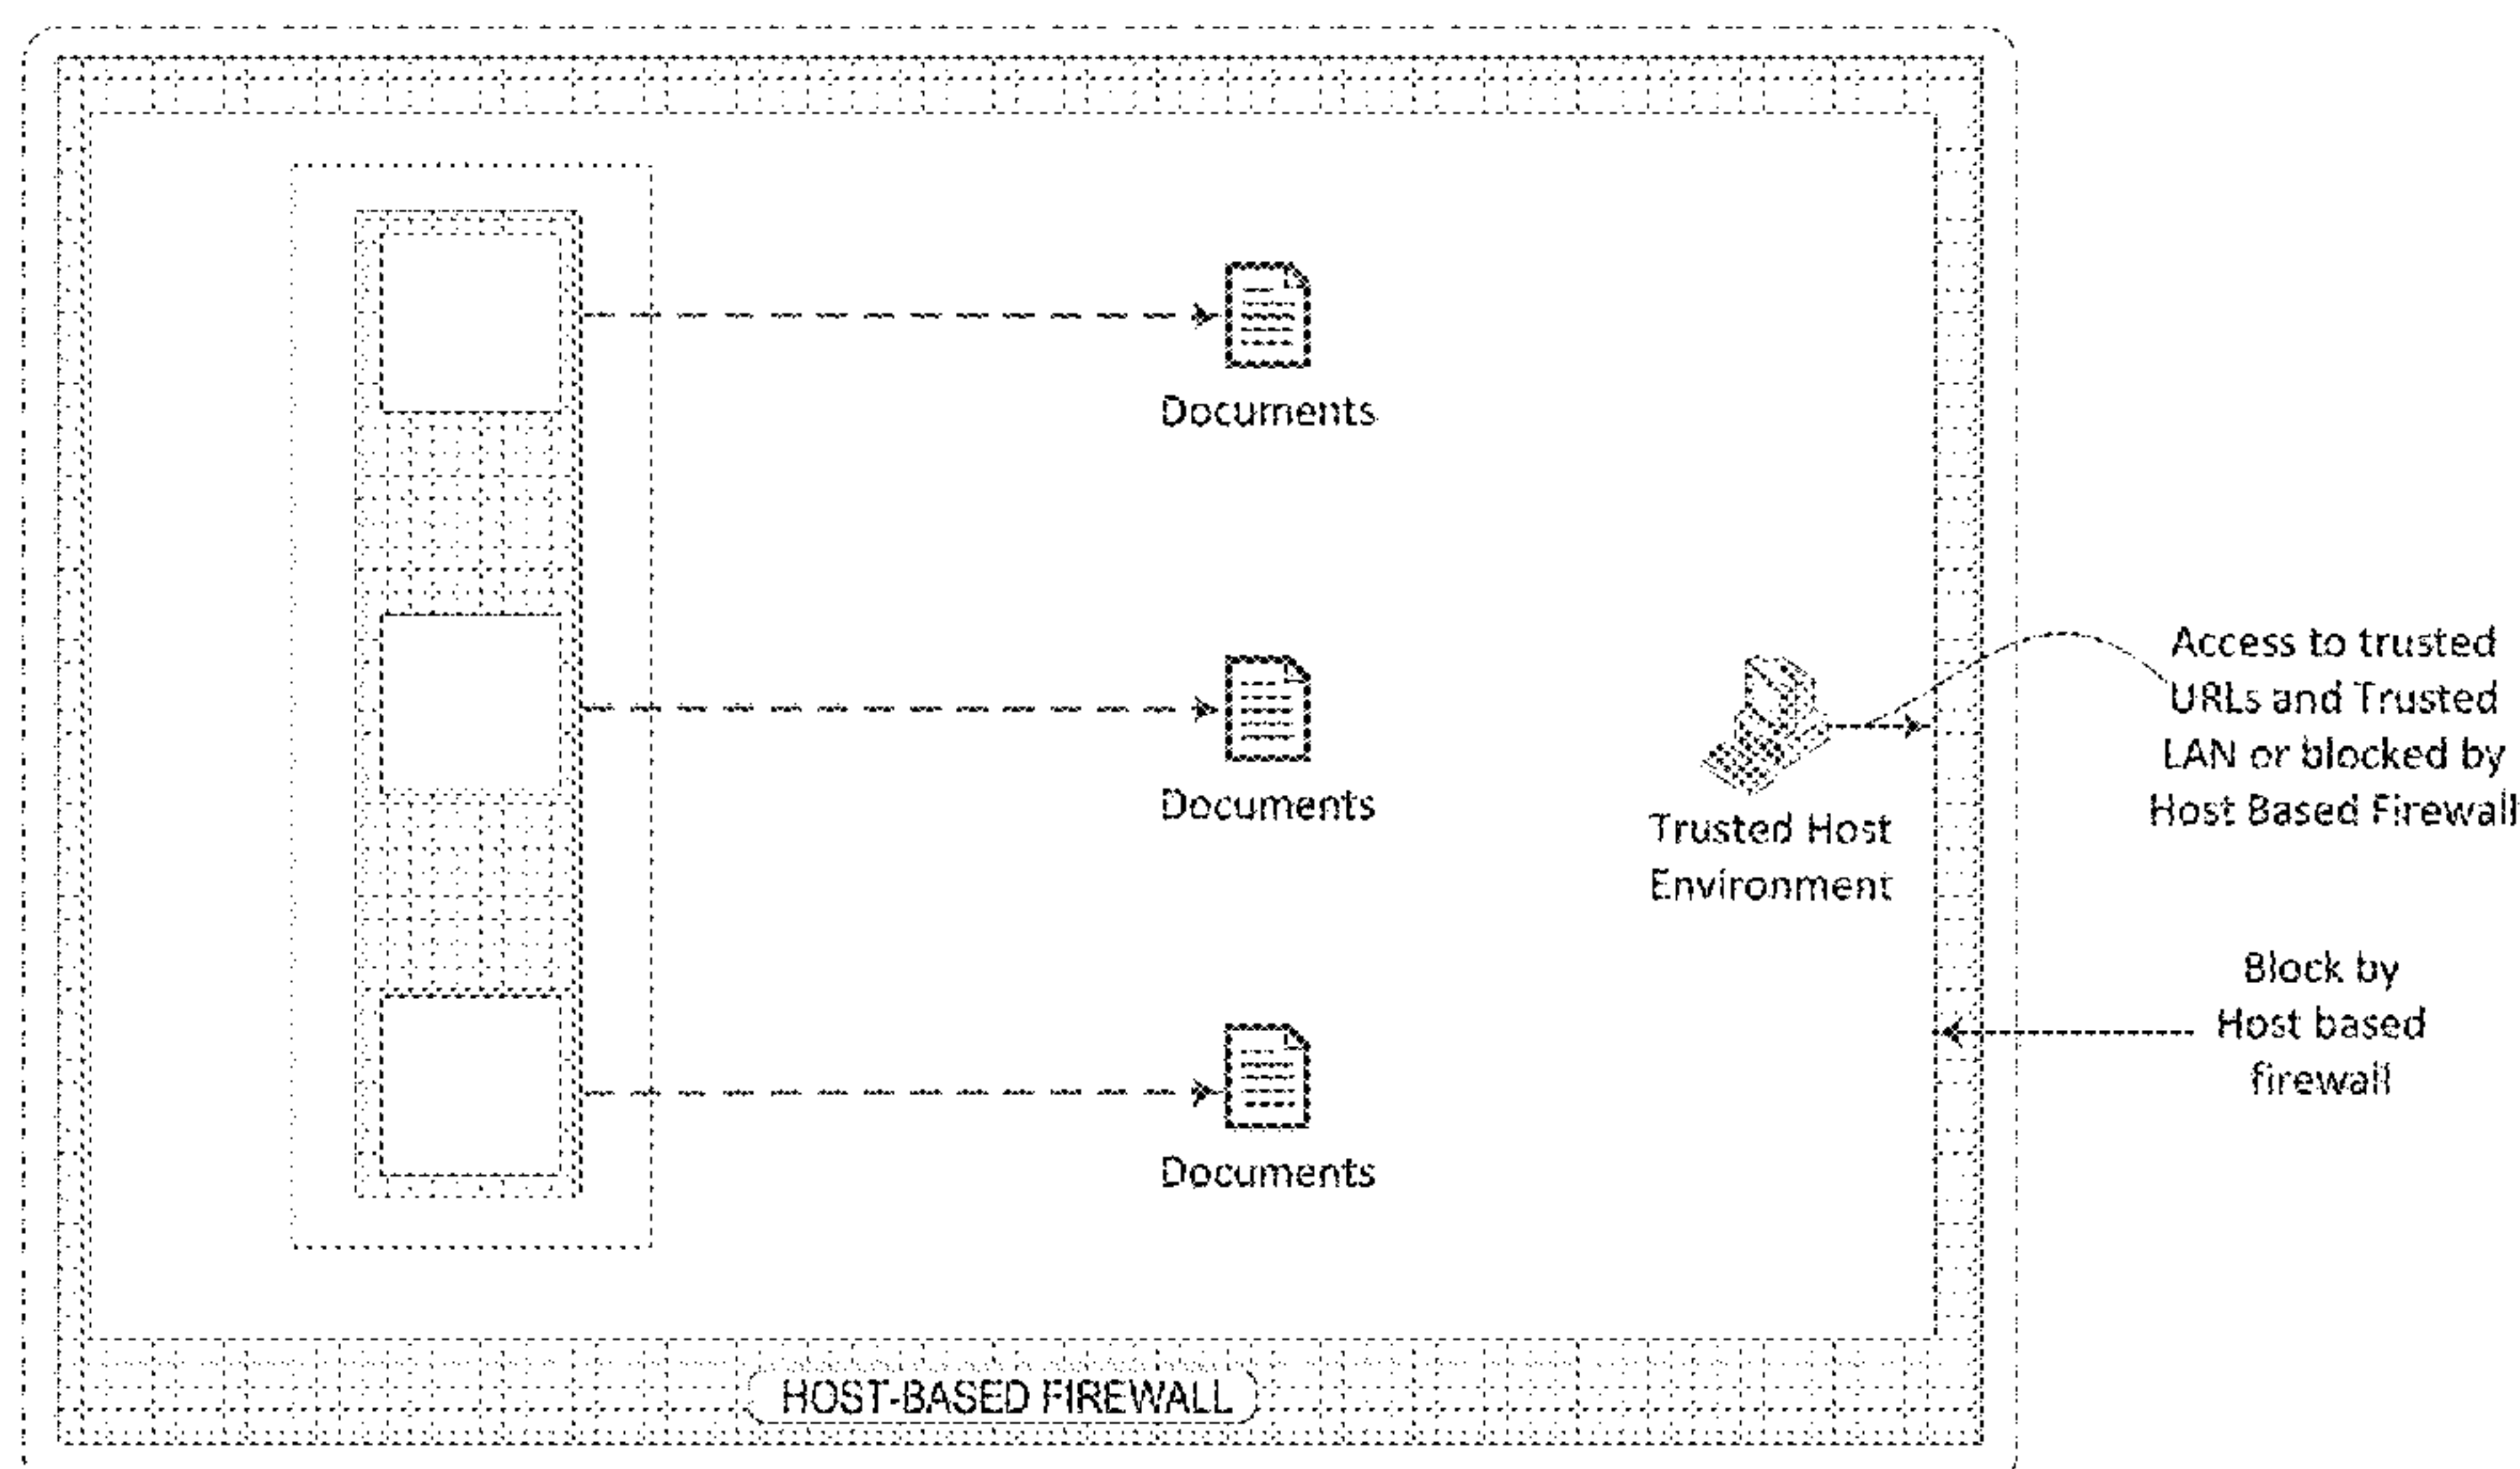 Documents
Documents
Trusted Host
Environment
Access to trusted
URLs and Trusted
LAN or blocked by
Host Based Firewall
Block by
Host based
firewall
Documents
HOST-BASED FIREWALL